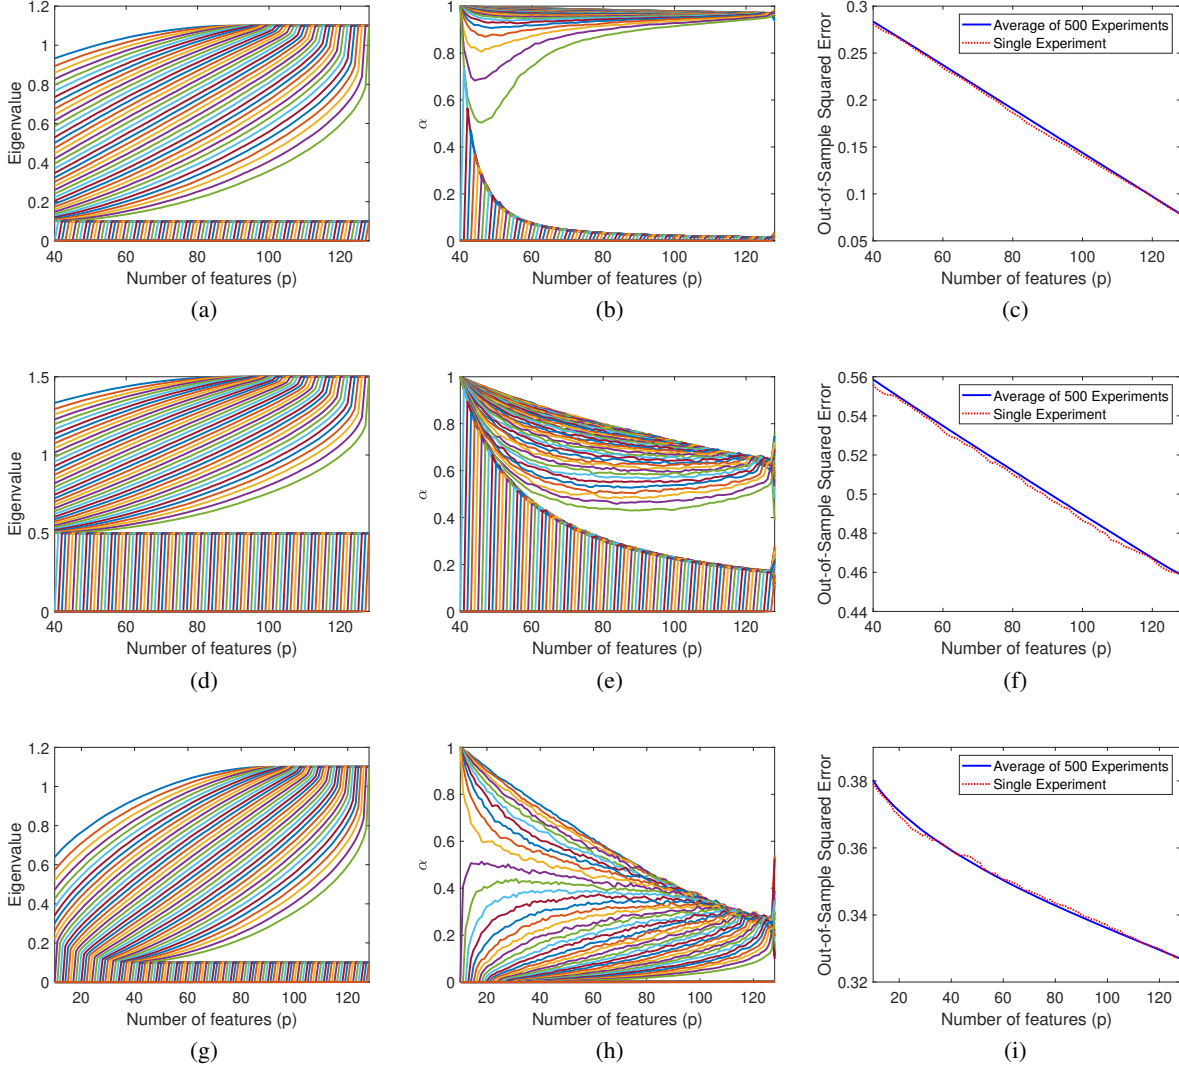 1.2
1
0.8
0.6
0.4
0.2
0
Eigenvalue
40 60 80 100 120
Number of features (p)
(a)
1
0.8
0.6
0.4
0.2
0
α
40 60 80 100 120
Number of features (p)
(b)
0.3
0.25
0.2
0.15
0.1
0.05
Out-of-Sample Squared Error
Average of 500 Experiments
Single Experiment
40 60 80 100 120
Number of features (p)
(c)
1.5
1
0.5
0
Eigenvalue
40 60 80 100 120
Number of features (p)
(d)
1
0.8
0.6
0.4
0.2
0
α
40 60 80 100 120
Number of features (p)
(e)
0.56
0.54
0.52
0.5
0.48
0.46
0.44
Out-of-Sample Squared Error
Average of 500 Experiments
Single Experiment
40 60 80 100 120
Number of features (p)
(f)
1.2
1
0.8
0.6
0.4
0.2
0
Eigenvalue
20 40 60 80 100 120
Number of features (p)
(g)
1
0.8
0.6
0.4
0.2
0
α
20 40 60 80 100 120
Number of features (p)
(h)
0.38
0.36
0.34
0.32
Out-of-Sample Squared Error
Average of 500 Experiments
Single Experiment
20 40 60 80 100 120
Number of features (p)
(i)